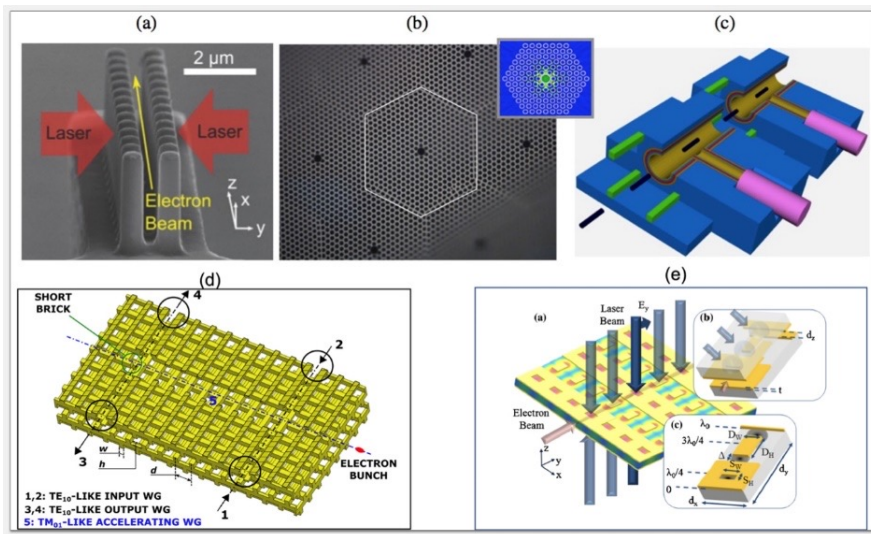 (a)
(b)
(c)
2 µm
Laser
Laser
Electron
Beam
z
x
y
(d)
(e)
SHORT
BRICK
4
2
5
3
w
h
d
1
ELECTRON
BUNCH
1,2: TE10-LIKE INPUT WG
3,4: TE10-LIKE OUTPUT WG
5: TM01-LIKE ACCELERATING WG
(a)
Laser
Beam
Ey
Electron
Beam
z
y
x
(b)
dz
t
(c)
λ0
3λ0/4
λ0/4
0
DW
DH
Δ
SW
SH
dy
dx